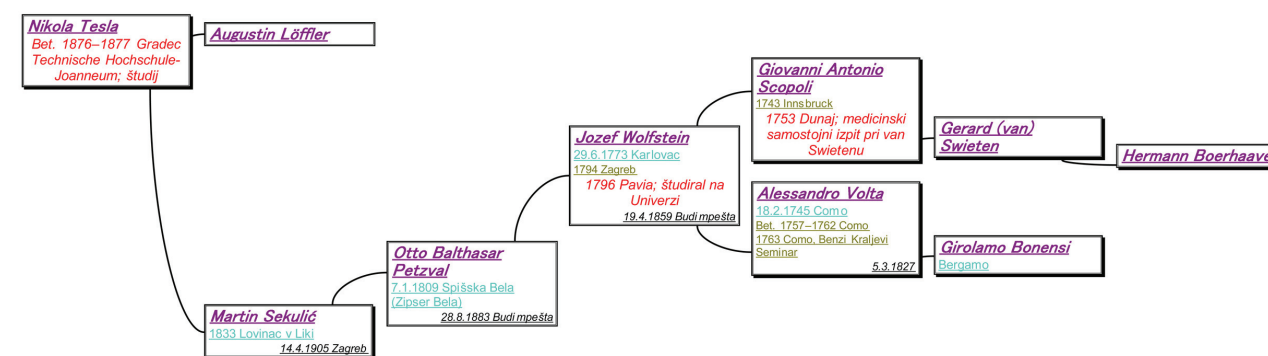 Nikola Tesla
Bet. 1876–1877 Gradec
Technische Hochschule-
Joanneum; študij
Augustin Löffler
Martin Sekulić
1833 Lovinac v Liki
14.4.1905 Zagreb
Otto Balthasar
Petzval
7.1.1809 Spišska Bela
(Zipser Bela)
28.8.1883 Budimpešta
Jozef Wolfstein
29.6.1773 Karlovac
1794 Zagreb
1796 Pavia; študiral na
Univerzi
19.4.1859 Budimpešta
Giovanni Antonio
Scopoli
1743 Innsbruck
1753 Dunaj; medicinski
samostojni izpit pri van
Swietenu
Gerard (van)
Swieten
Hermann Boerhaave
Alessandro Volta
18.2.1745 Como
Bet. 1757–1762 Como
1763 Como, Benzi Kraljevi
Seminar
5.3.1827
Girolamo Bonensi
Bergamo